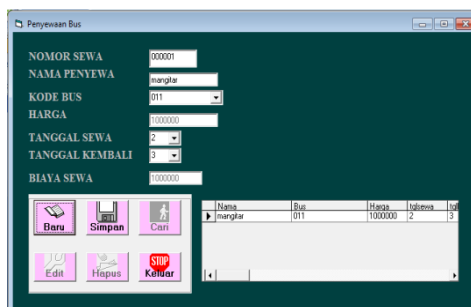 Penyewaan Bus
NOMOR SEWA 000001
NAMA PENYEWA mangitar
KODE BUS 011
HARGA 1000000
TANGGAL SEWA 2
TANGGAL KEMBALI 3
BIAYA SEWA 1000000
Baru Simpan Cari
Edit Hapus STOP Keluar
Nama Bus Harga tglsewa tgl
mangitar 011 1000000 2 3